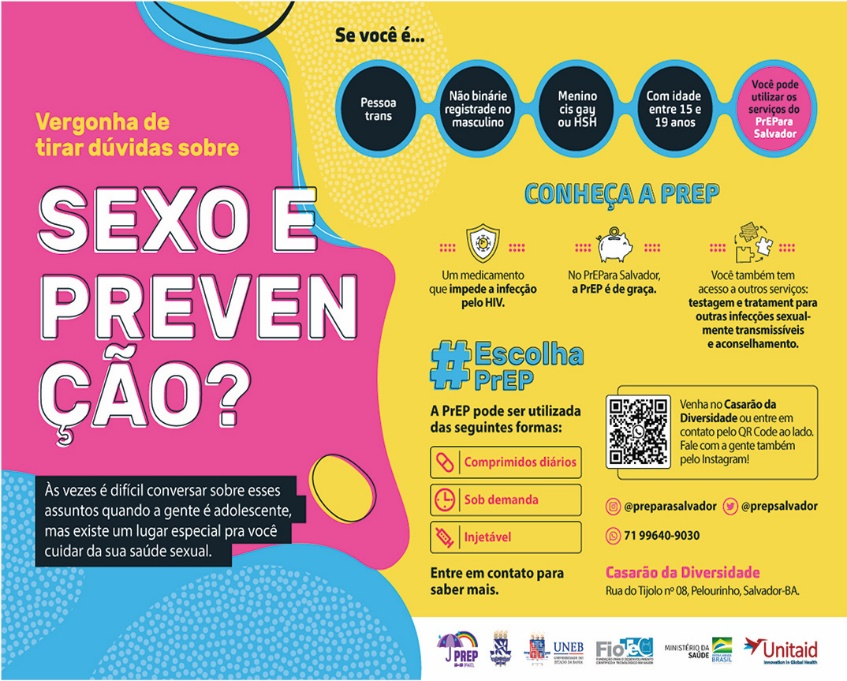 Vergonha de
tirar dúvidas sobre
SEXO E
PREVEN
ÇÃO?
Às vezes é difícil conversar sobre esses
assuntos quando a gente é adolescente,
mas existe um lugar especial pra você
cuidar da sua saúde sexual.
Se você é...
Pessoa
trans
Não binárie
registrade no
masculino
Menino
cis gay
ou HSH
Com idade
entre 15 e
19 anos
Você pode
utilizar os
serviços do
PrEPara
Salvador
CONHEÇA A PREP
Um medicamento
que impede a infecção
pelo HIV.
No PrEPara Salvador,
a PrEP é de graça.
Você também tem
acesso a outros serviços:
testagem e tratament para
outras infecções sexual-
mente transmissíveis
e aconselhamento.
#Escolha
PrEP
A PrEP pode ser utilizada
das seguintes formas:
Comprimidos diários
Sob demanda
Injetável
Entre em contato para
saber mais.
Venha no Casarão da
Diversidade ou entre em
contato pelo QR Code ao lado.
Fale com a gente também
pelo Instagram!
@preparasalvador @prepsalvador
71 99640-9030
Casarão da Diversidade
Rua do Tijolo nº 08, Pelourinho, Salvador-BA.
PREP
UNEB
UNIVERSIDADE DO
ESTADO DA BAHIA
Fiotec
MINISTÉRIO DA
SAÚDE
BRASIL
Unitaid
Innovation in Global Health